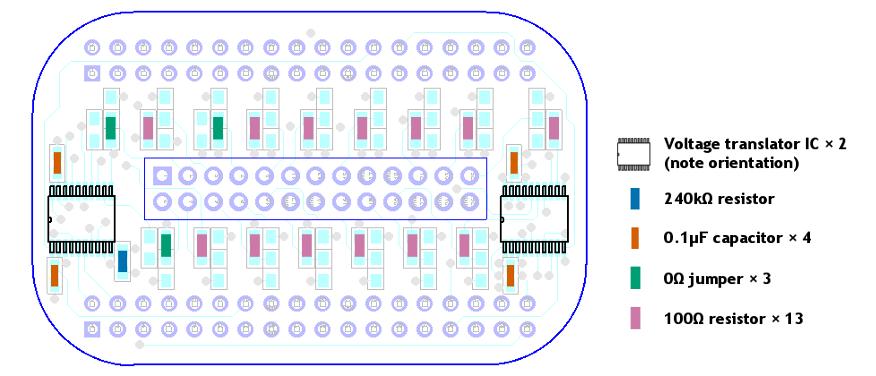 Voltage translator IC × 2
(note orientation)
240kΩ resistor
0.1µF capacitor × 4
0Ω jumper × 3
100Ω resistor × 13